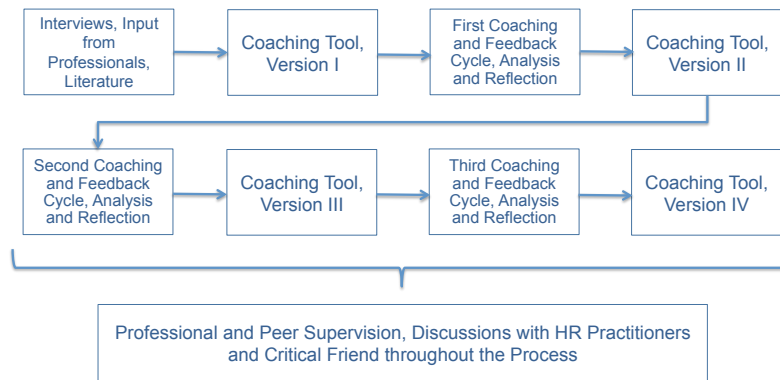 Interviews, Input
from
Professionals,
Literature
Coaching Tool,
Version I
First Coaching
and Feedback
Cycle, Analysis
and Reflection
Coaching Tool,
Version II
Second Coaching
and Feedback
Cycle, Analysis
and Reflection
Coaching Tool,
Version III
Third Coaching
and Feedback
Cycle, Analysis
and Reflection
Coaching Tool,
Version IV
Professional and Peer Supervision, Discussions with HR Practitioners
and Critical Friend throughout the Process